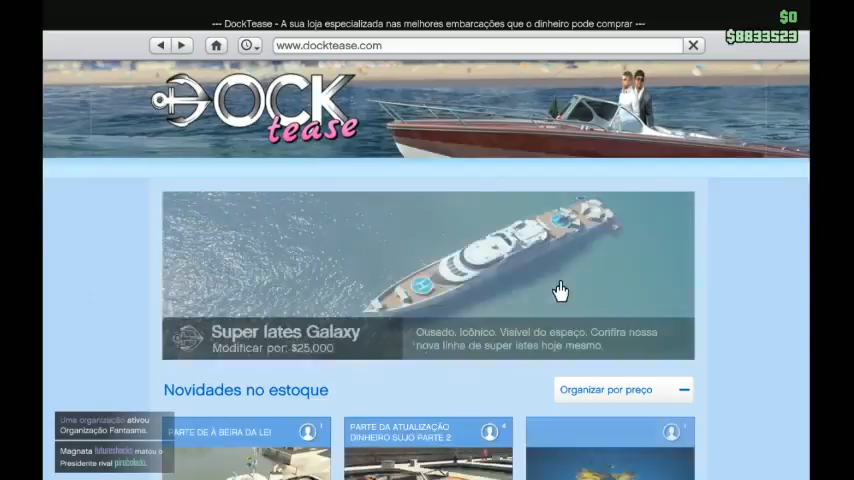 --- DockTease - A sua loja especializada nas melhores embarcações que o dinheiro pode comprar ---
$0
$8833523
www.docktease.com
DOCK
tease
Super Iates Galaxy
Modificar por: $25,000
Ousado. Icônico. Visível do espaço. Confira nossa
nova linha de super iates hoje mesmo.
Novidades no estoque
Organizar por preço
PARTE DE À BEIRA DA LEI
PARTE DA ATUALIZAÇÃO
DINHEIRO SUJO PARTE 2
Uma organização ativou
Organização Fantasma.
Magnata futureshocks matou o
Presidente rival